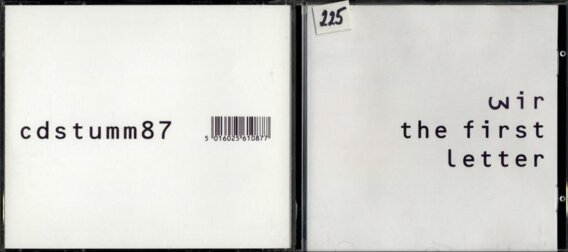 cdstumm87
5 016025 610877
225
wir
the first
letter